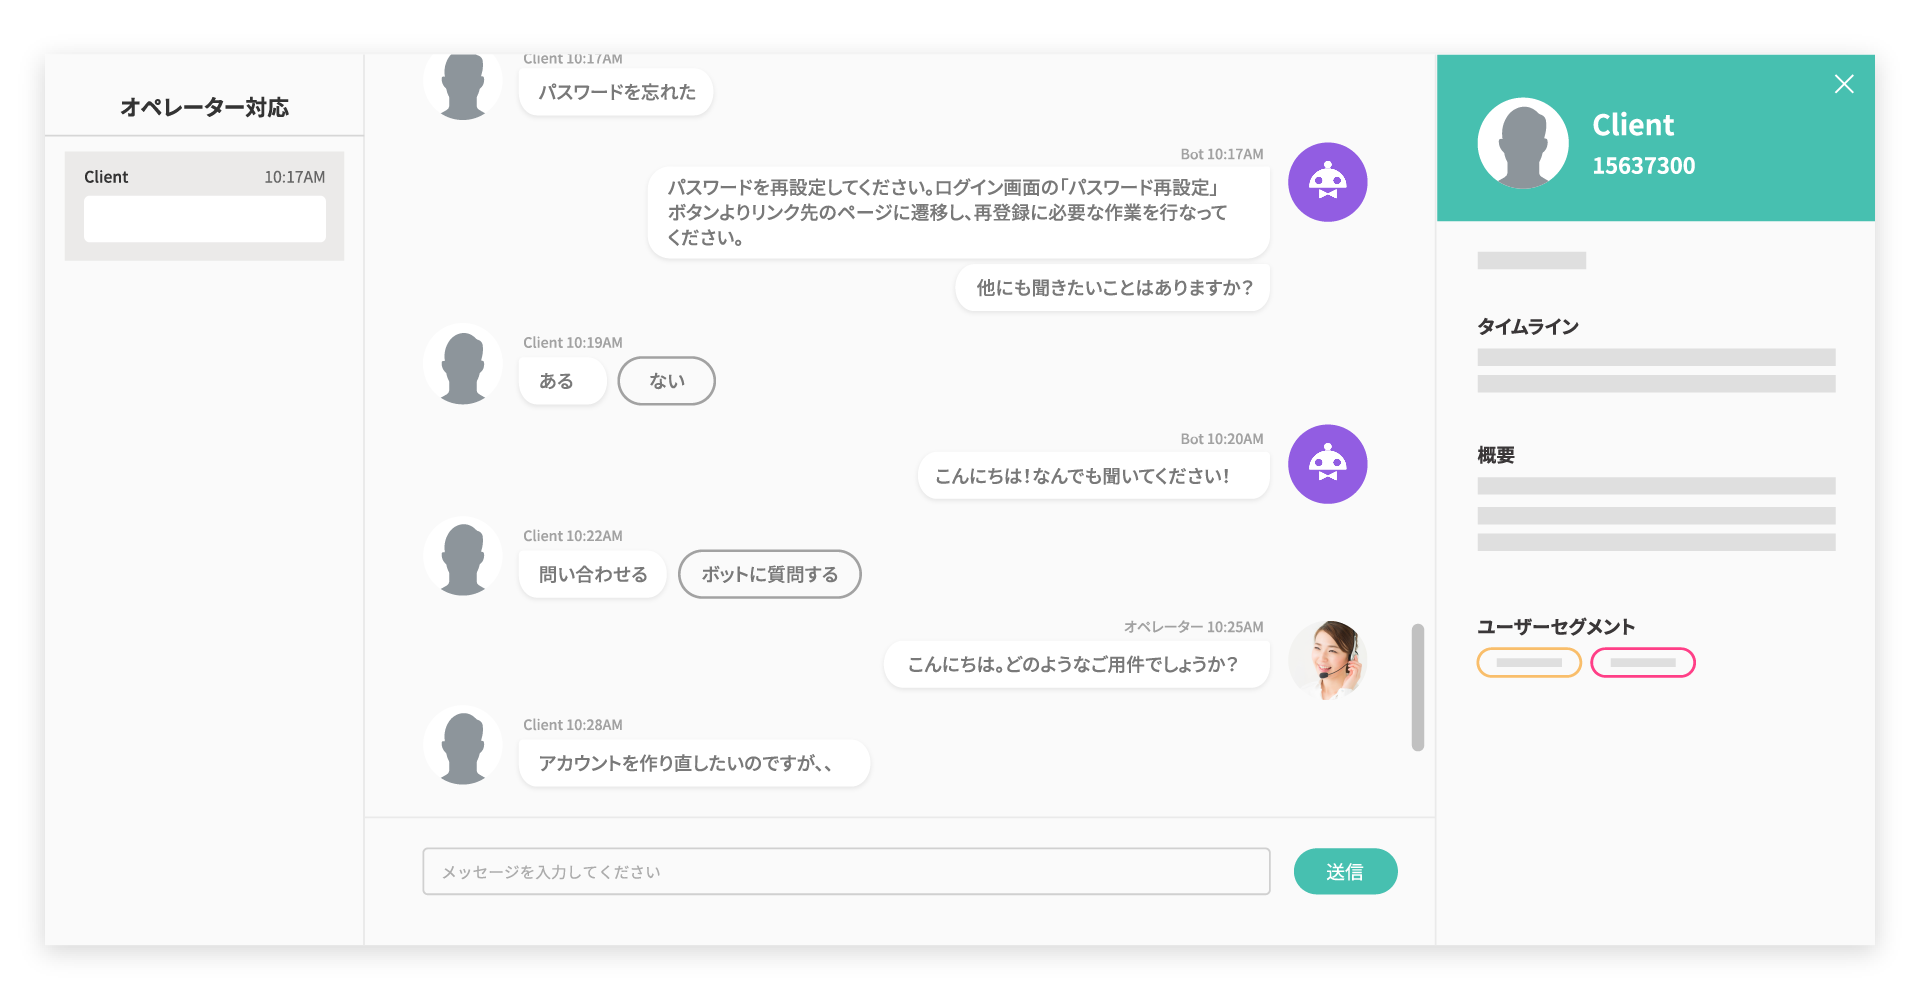 オペレーター対応
Client 10:17AM
Client 10:17AM
パスワードを忘れた
Bot 10:17AM
パスワードを再設定してください。ログイン画面の「パスワード再設定」
ボタンよりリンク先のページに遷移し、再登録に必要な作業を行なって
ください。
他にも聞きたいことはありますか？
Client 10:19AM
ある ない
Bot 10:20AM
こんにちは！なんでも聞いてください！
Client 10:22AM
問い合わせる ボットに質問する
オペレーター 10:25AM
こんにちは。どのようなご用件でしょうか？
Client 10:28AM
アカウントを作り直したいのですが、、
メッセージを入力してください 送信
Client
15637300
タイムライン
概要
ユーザーセグメント